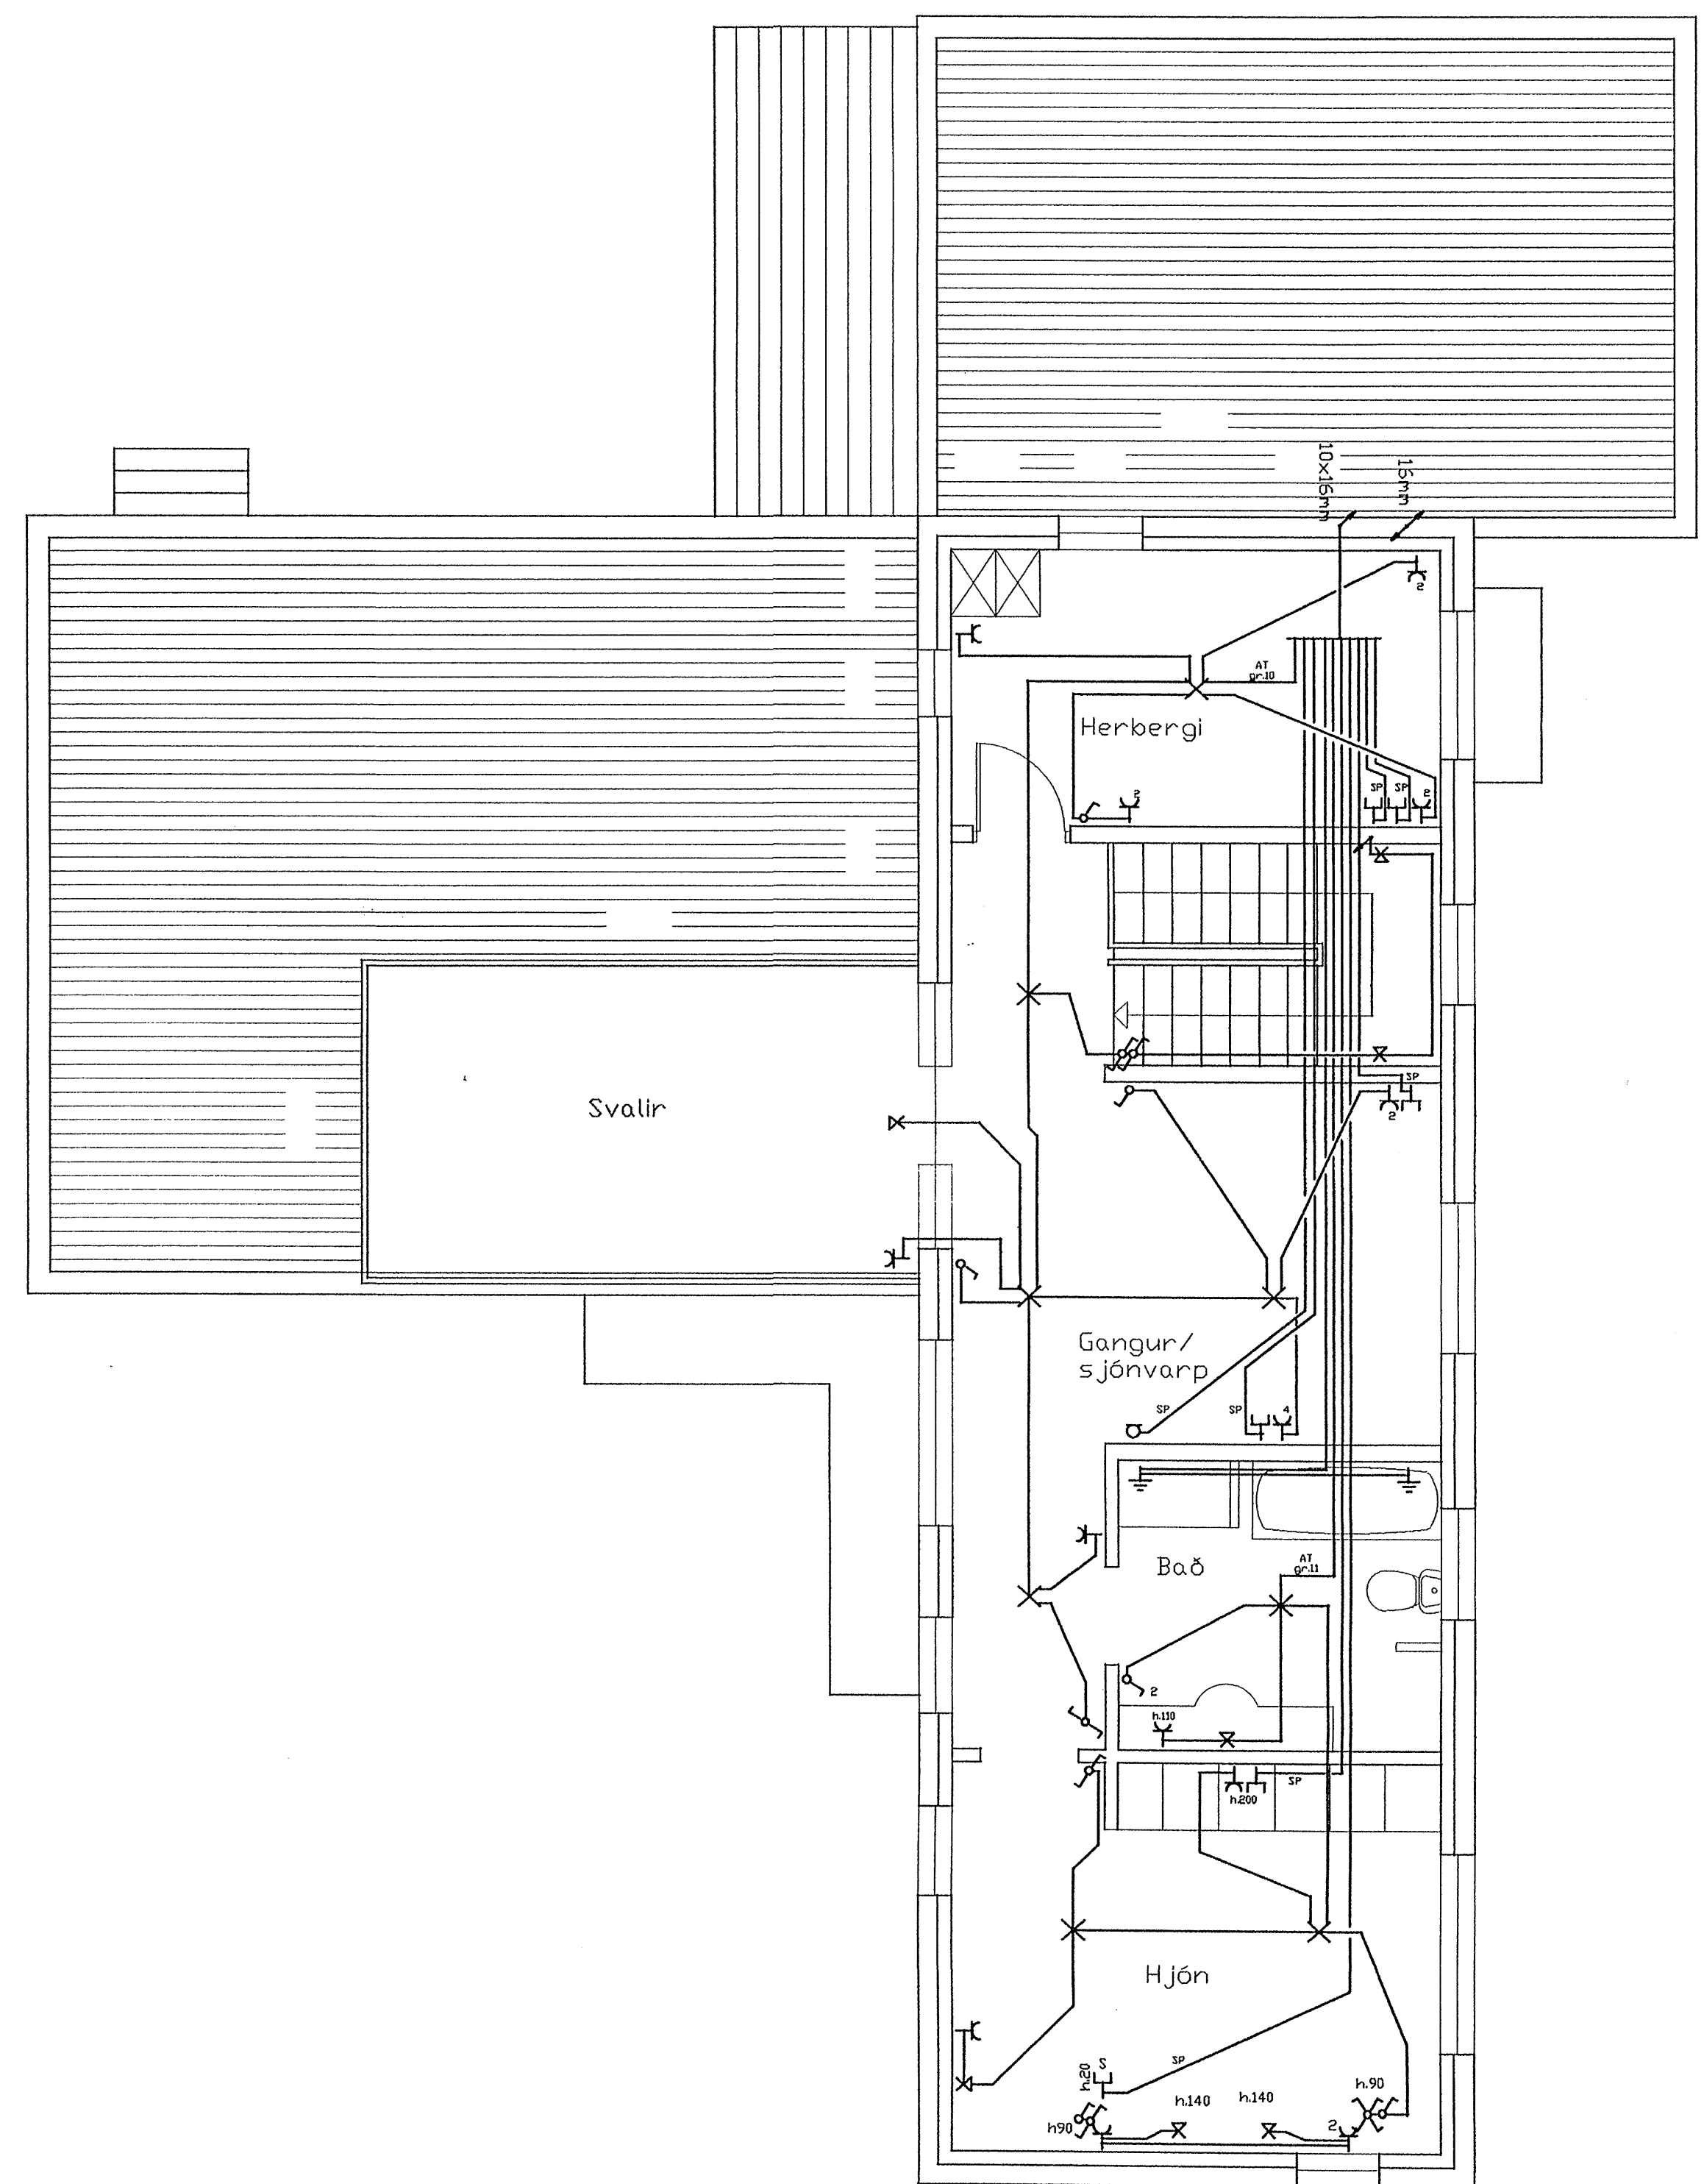 10x16mm
16mm
2
AT
gr.10
Herbergi
2
SP
SP
2
SP
2
Svalir
Gangur/
sjónvarp
SP
SP
4
Bað
AT
gr.11
2
h.110
SP
h.200
Hjón
SP
S
h.20
h.140
h.140
h.90
h90
2